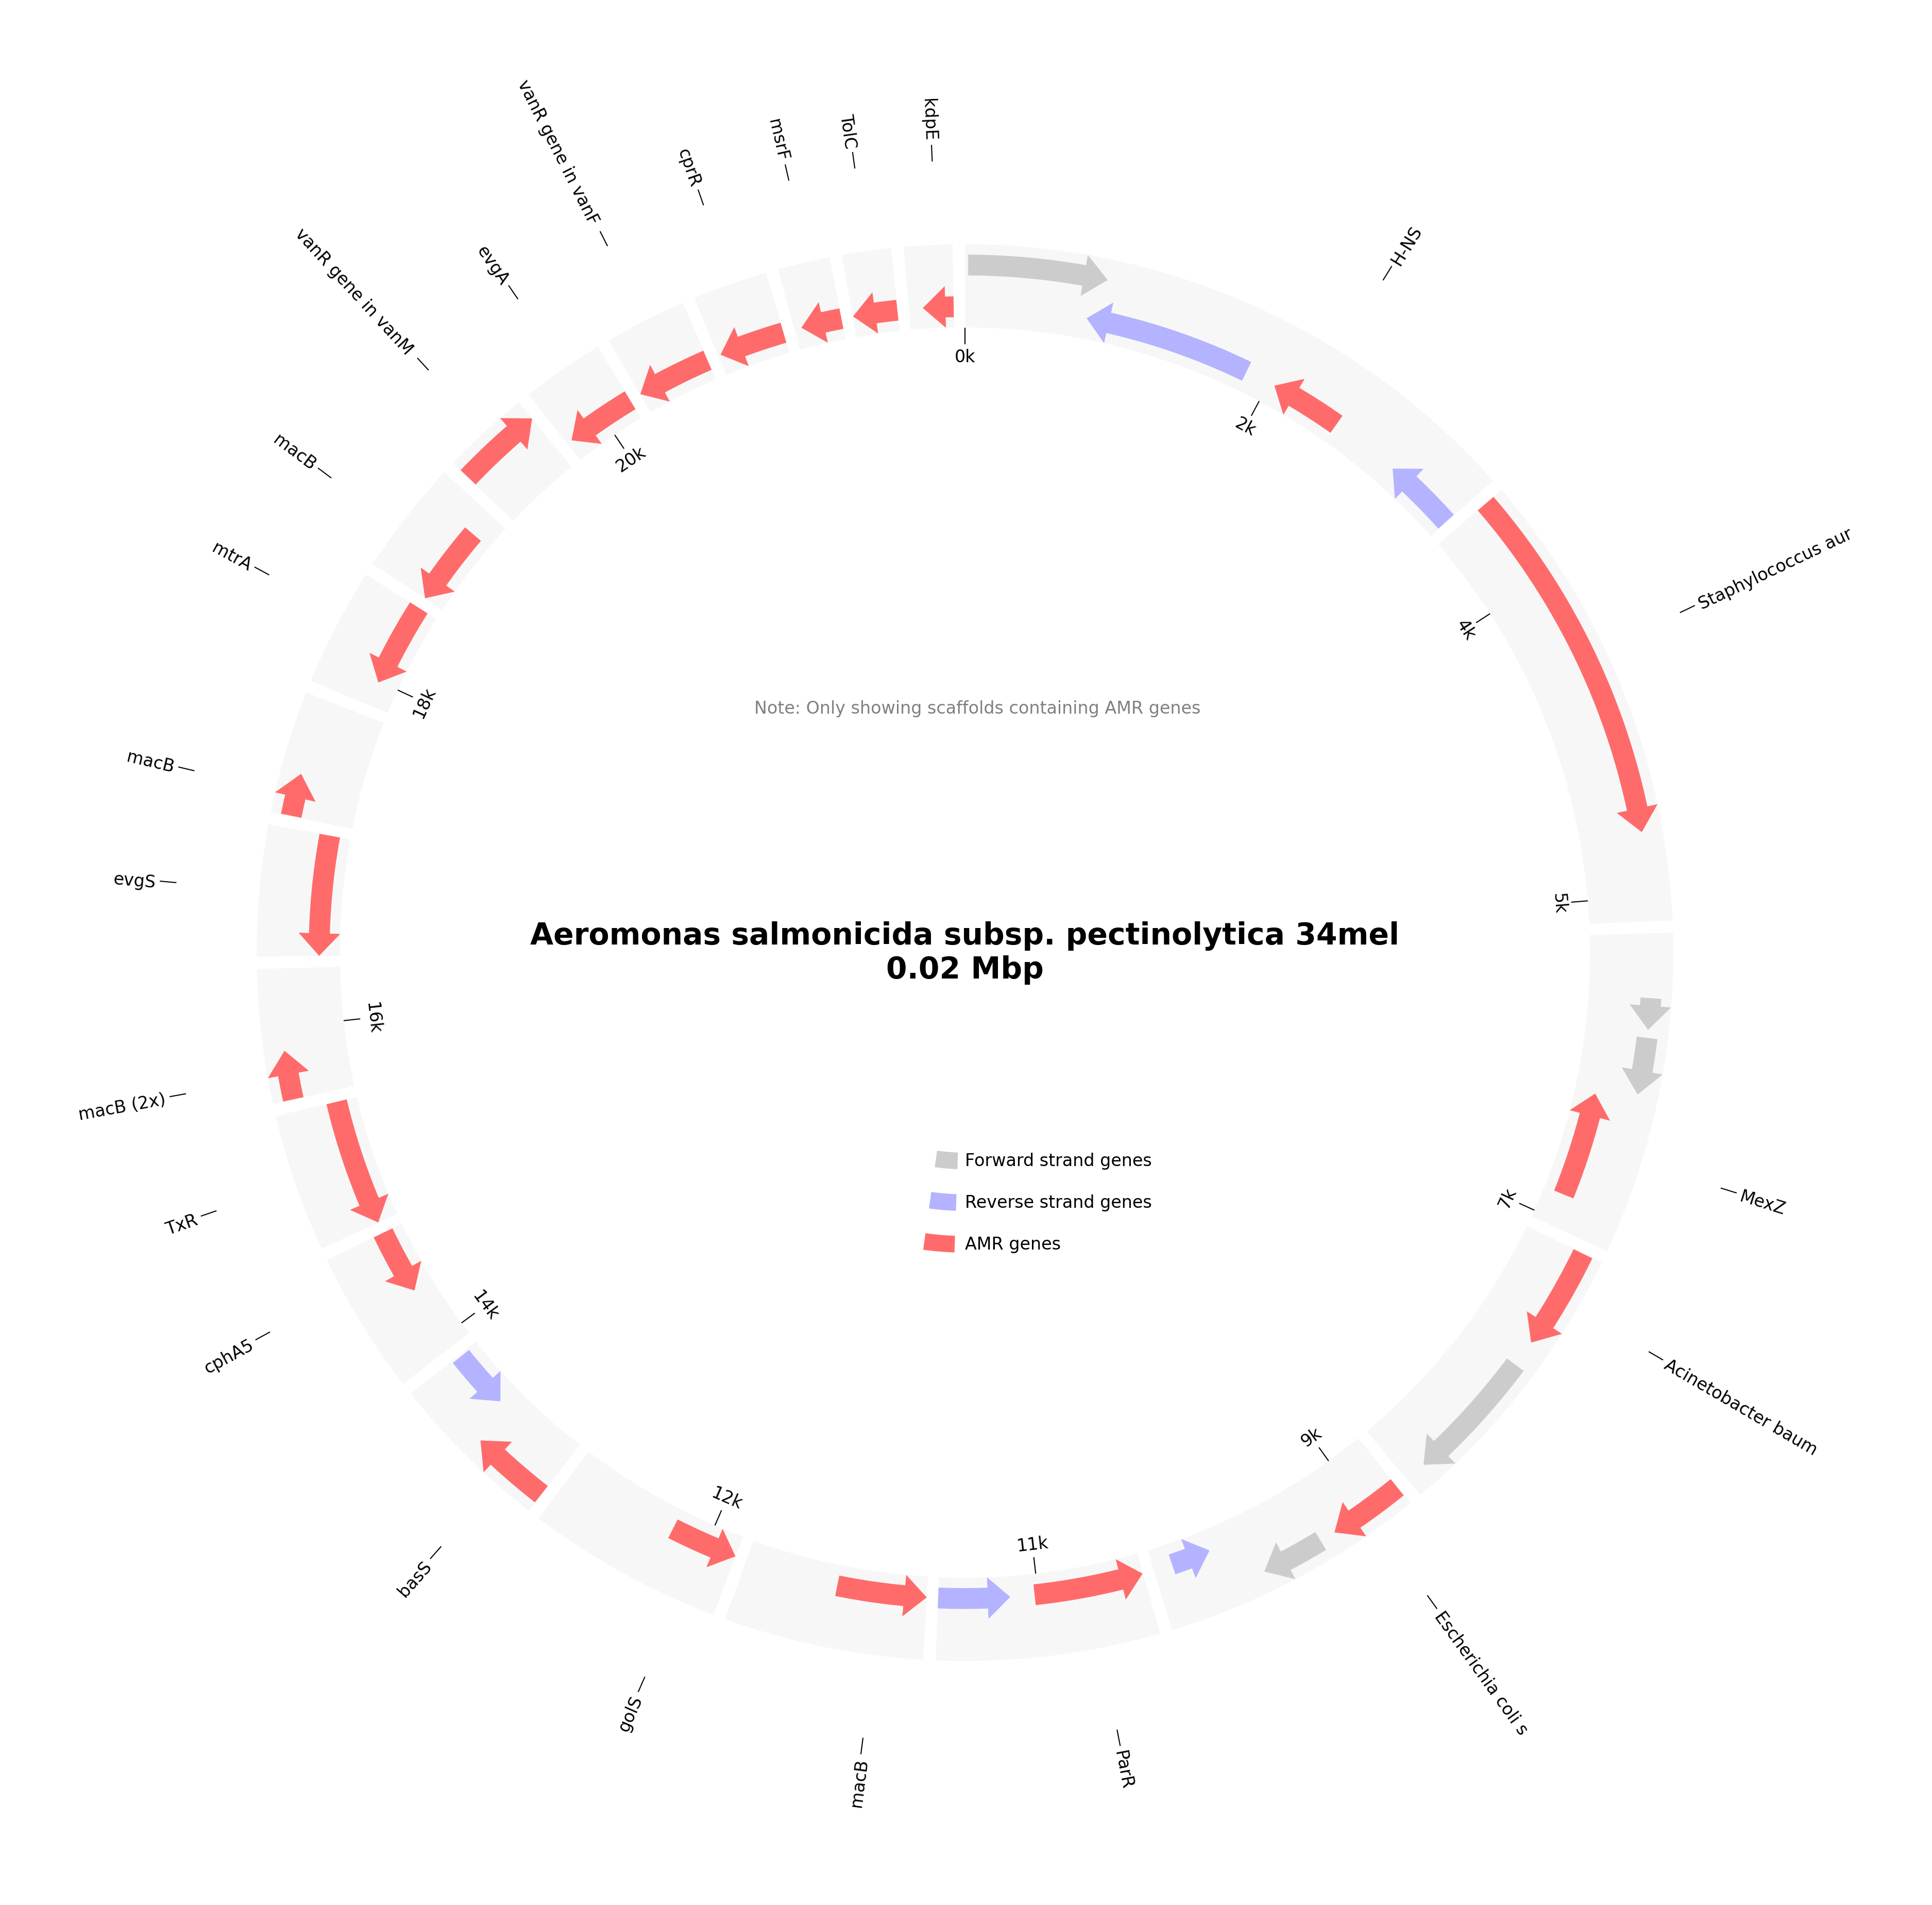 kdpE
TolC
msrF
cprR
vanR gene in vanF
evgA
vanR gene in vanM
macB
mtrA
macB
evgS
macB (2x)
TxR
cphA5
basS
golS
macB
ParR
Escherichia coli s
Acinetobacter baum
MexZ
Staphylococcus aur
H-NS
0k
2k
4k
5k
7k
9k
11k
12k
14k
16k
18k
20k
Note: Only showing scaffolds containing AMR genes
Aeromonas salmonicida subsp. pectinolytica 34mel
0.02 Mbp
Forward strand genes
Reverse strand genes
AMR genes